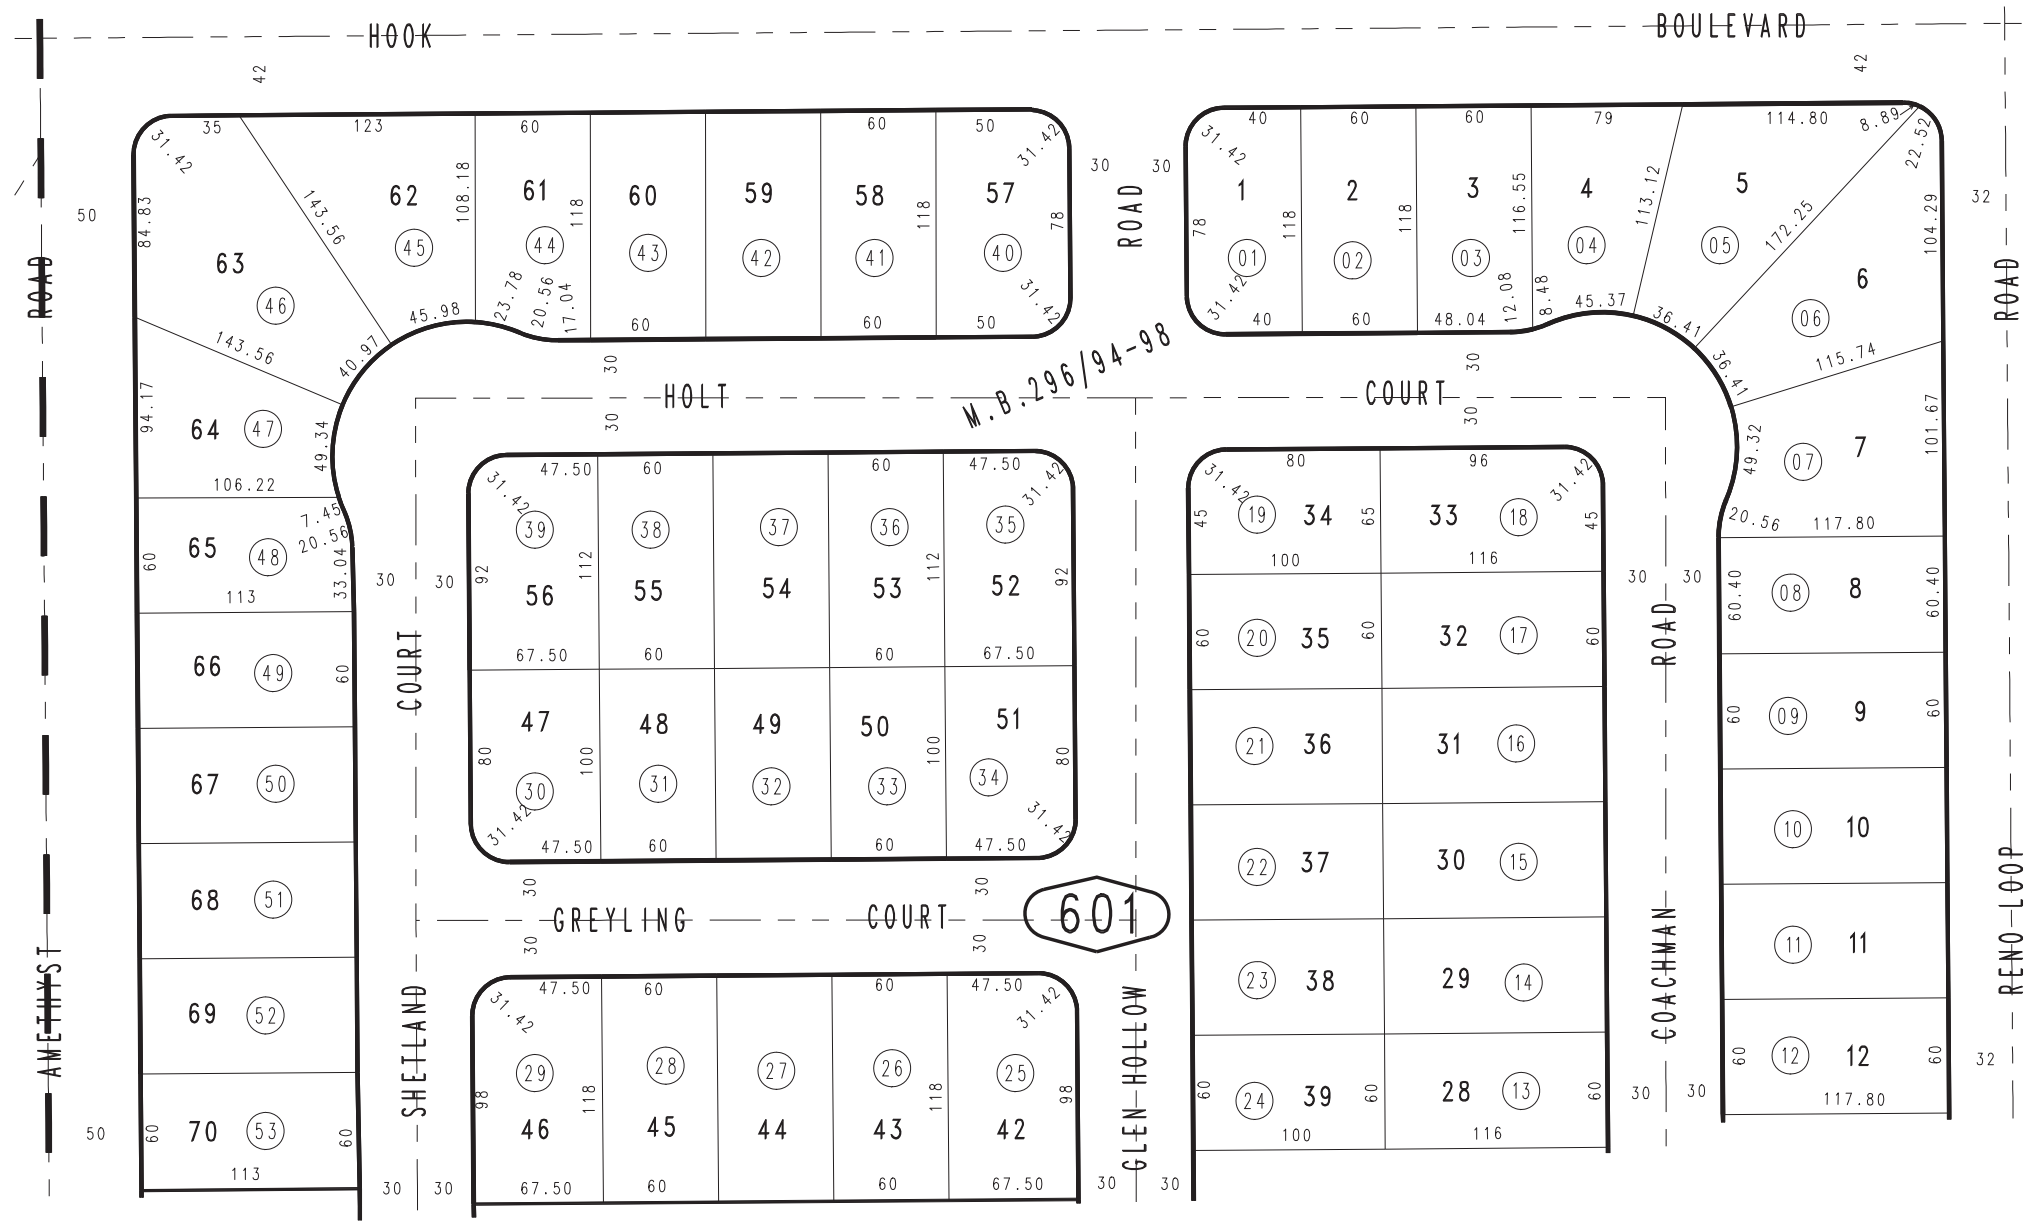 HOOK BOULEVARD
42 42
35 123 60 60 50 40 60 60 79 114.80 8.89
31.42 31.42 31.42 22.52
30 30
143.56 108.18 118 118 78 78 118 118 116.55 113.12 172.25 104.29
84.83
50 32
62 61 60 59 58 57 1 2 3 4 5
63 6
45 44 43 42 41 40 01 02 03 04 05
46 06
ROAD ROAD ROAD
23.78 20.56 17.04 31.42 31.42 12.08 8.48
45.98 60 60 50 40 60 48.04 45.37 36.41
143.56 40.97 36.41 115.74
30 30
HOLT COURT
M.B.296/94-98
30 30
94.17 49.34 49.32 101.67
64 47 07 7
106.22 20.56 117.80
47.50 60 60 47.50 80 96
31.42 31.42 31.42 31.42
39 38 37 36 35 19 34 33 18
45 65 45
7.45
20.56
65 48
60 33.04
113
30 30 92 112 112 92 100 116 30 30
56 55 54 53 52
60.40 08 8 60.40
66 49 60
67.50 60 60 67.50
60 20 35 60 32 17 60
COURT ROAD
47 48 49 50 51
80 100 100 80
30 31 32 33 34
21 36 31 16
60 09 9 60
67 50
31.42 31.42
47.50 60 60 47.50
22 37 30 15
10 10
30 30
68 51
GREYLING COURT
601
30 30
23 38 29 14
11 11
AMETHYST SHETLAND GLEN HOLLOW COACHMAN RENO LOOP
47.50 60 60 47.50
31.42 31.42
69 52
29 28 27 26 25
98 118 118 98
46 45 44 43 42
60 24 39 60 28 13 60
100 116
30 30
60 12 12 60
117.80
32
50
60 70 53 60
113
30 30
67.50 60 60 67.50
30 30